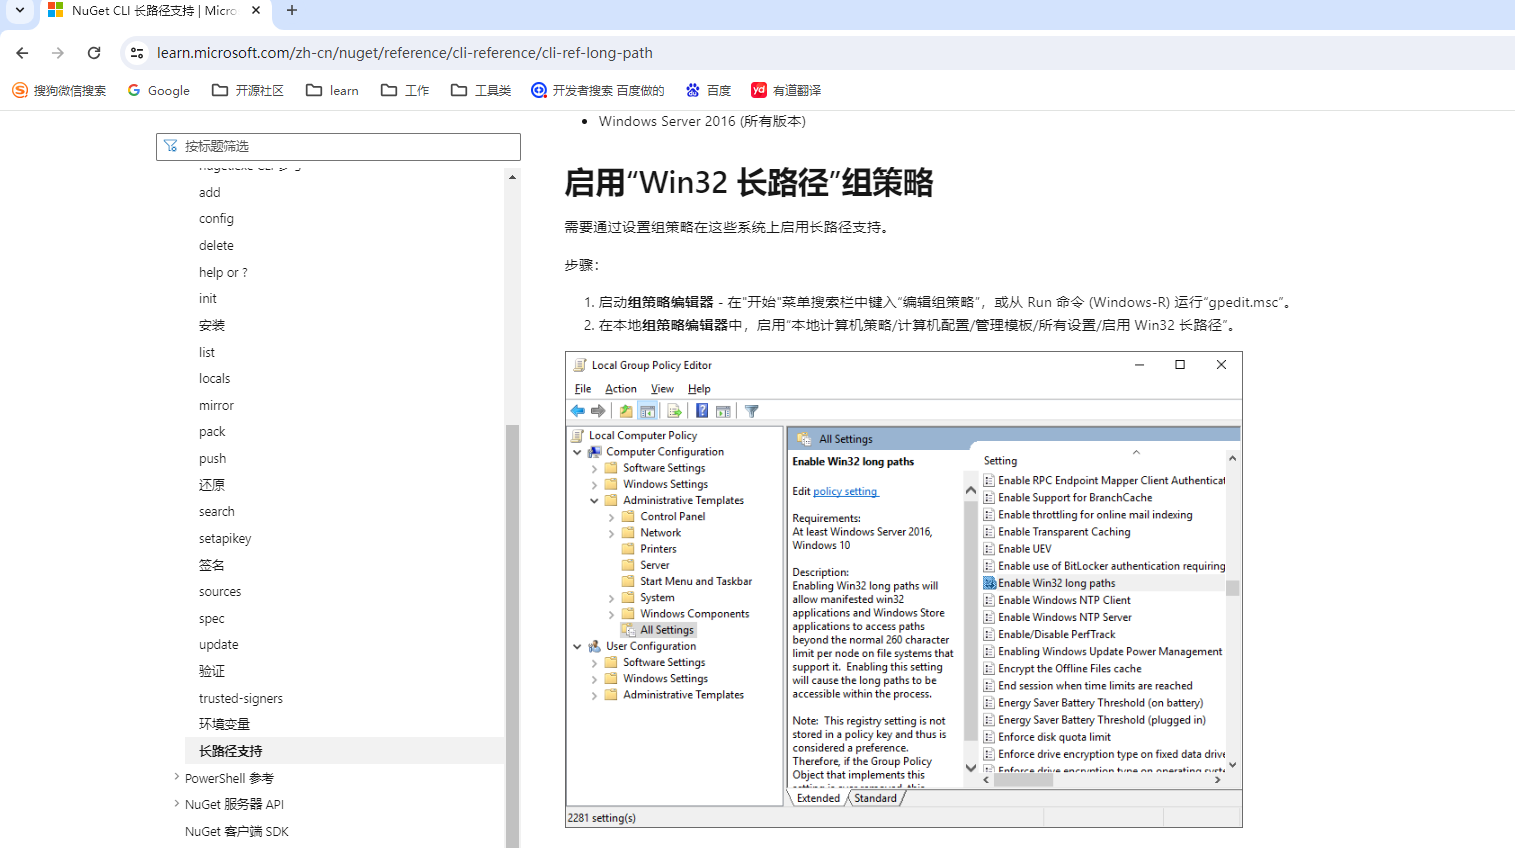 NuGet CLI 长路径支持 | Micro
learn.microsoft.com/zh-cn/nuget/reference/cli-reference/cli-ref-long-path
搜狗微信搜索
Google
开源社区
learn
工作
工具类
开发者搜索 百度做的
百度
yd
有道翻译
按标题筛选
add
config
delete
help or ?
init
安装
list
locals
mirror
pack
push
还原
search
setapikey
签名
sources
spec
update
验证
trusted-signers
环境变量
长路径支持
PowerShell 参考
NuGet 服务器 API
NuGet 客户端 SDK
Windows Server 2016 (所有版本)
启用“Win32 长路径”组策略
需要通过设置组策略在这些系统上启用长路径支持。
步骤：
1. 启动组策略编辑器 - 在"开始"菜单搜索栏中键入“编辑组策略”，或从 Run 命令 (Windows-R) 运行“gpedit.msc”。
2. 在本地组策略编辑器中，启用“本地计算机策略/计算机配置/管理模板/所有设置/启用 Win32 长路径”。
Local Group Policy Editor
File Action View Help
Local Computer Policy
Computer Configuration
Software Settings
Windows Settings
Administrative Templates
Control Panel
Network
Printers
Server
Start Menu and Taskbar
System
Windows Components
All Settings
User Configuration
Software Settings
Windows Settings
Administrative Templates
All Settings
Enable Win32 long paths
Edit policy setting
Requirements:
At least Windows Server 2016,
Windows 10
Description:
Enabling Win32 long paths will
allow manifested win32
applications and Windows Store
applications to access paths
beyond the normal 260 character
limit per node on file systems that
support it. Enabling this setting
will cause the long paths to be
accessible within the process.
Note: This registry setting is not
stored in a policy key and thus is
considered a preference.
Therefore, if the Group Policy
Object that implements this
setting is ever removed, this
Setting
Enable RPC Endpoint Mapper Client Authenticat
Enable Support for BranchCache
Enable throttling for online mail indexing
Enable Transparent Caching
Enable UEV
Enable use of BitLocker authentication requiring
Enable Win32 long paths
Enable Windows NTP Client
Enable Windows NTP Server
Enable/Disable PerfTrack
Enabling Windows Update Power Management
Encrypt the Offline Files cache
End session when time limits are reached
Energy Saver Battery Threshold (on battery)
Energy Saver Battery Threshold (plugged in)
Enforce disk quota limit
Enforce drive encryption type on fixed data drive
Enforce drive encryption type on operating syste
Extended Standard
2281 setting(s)